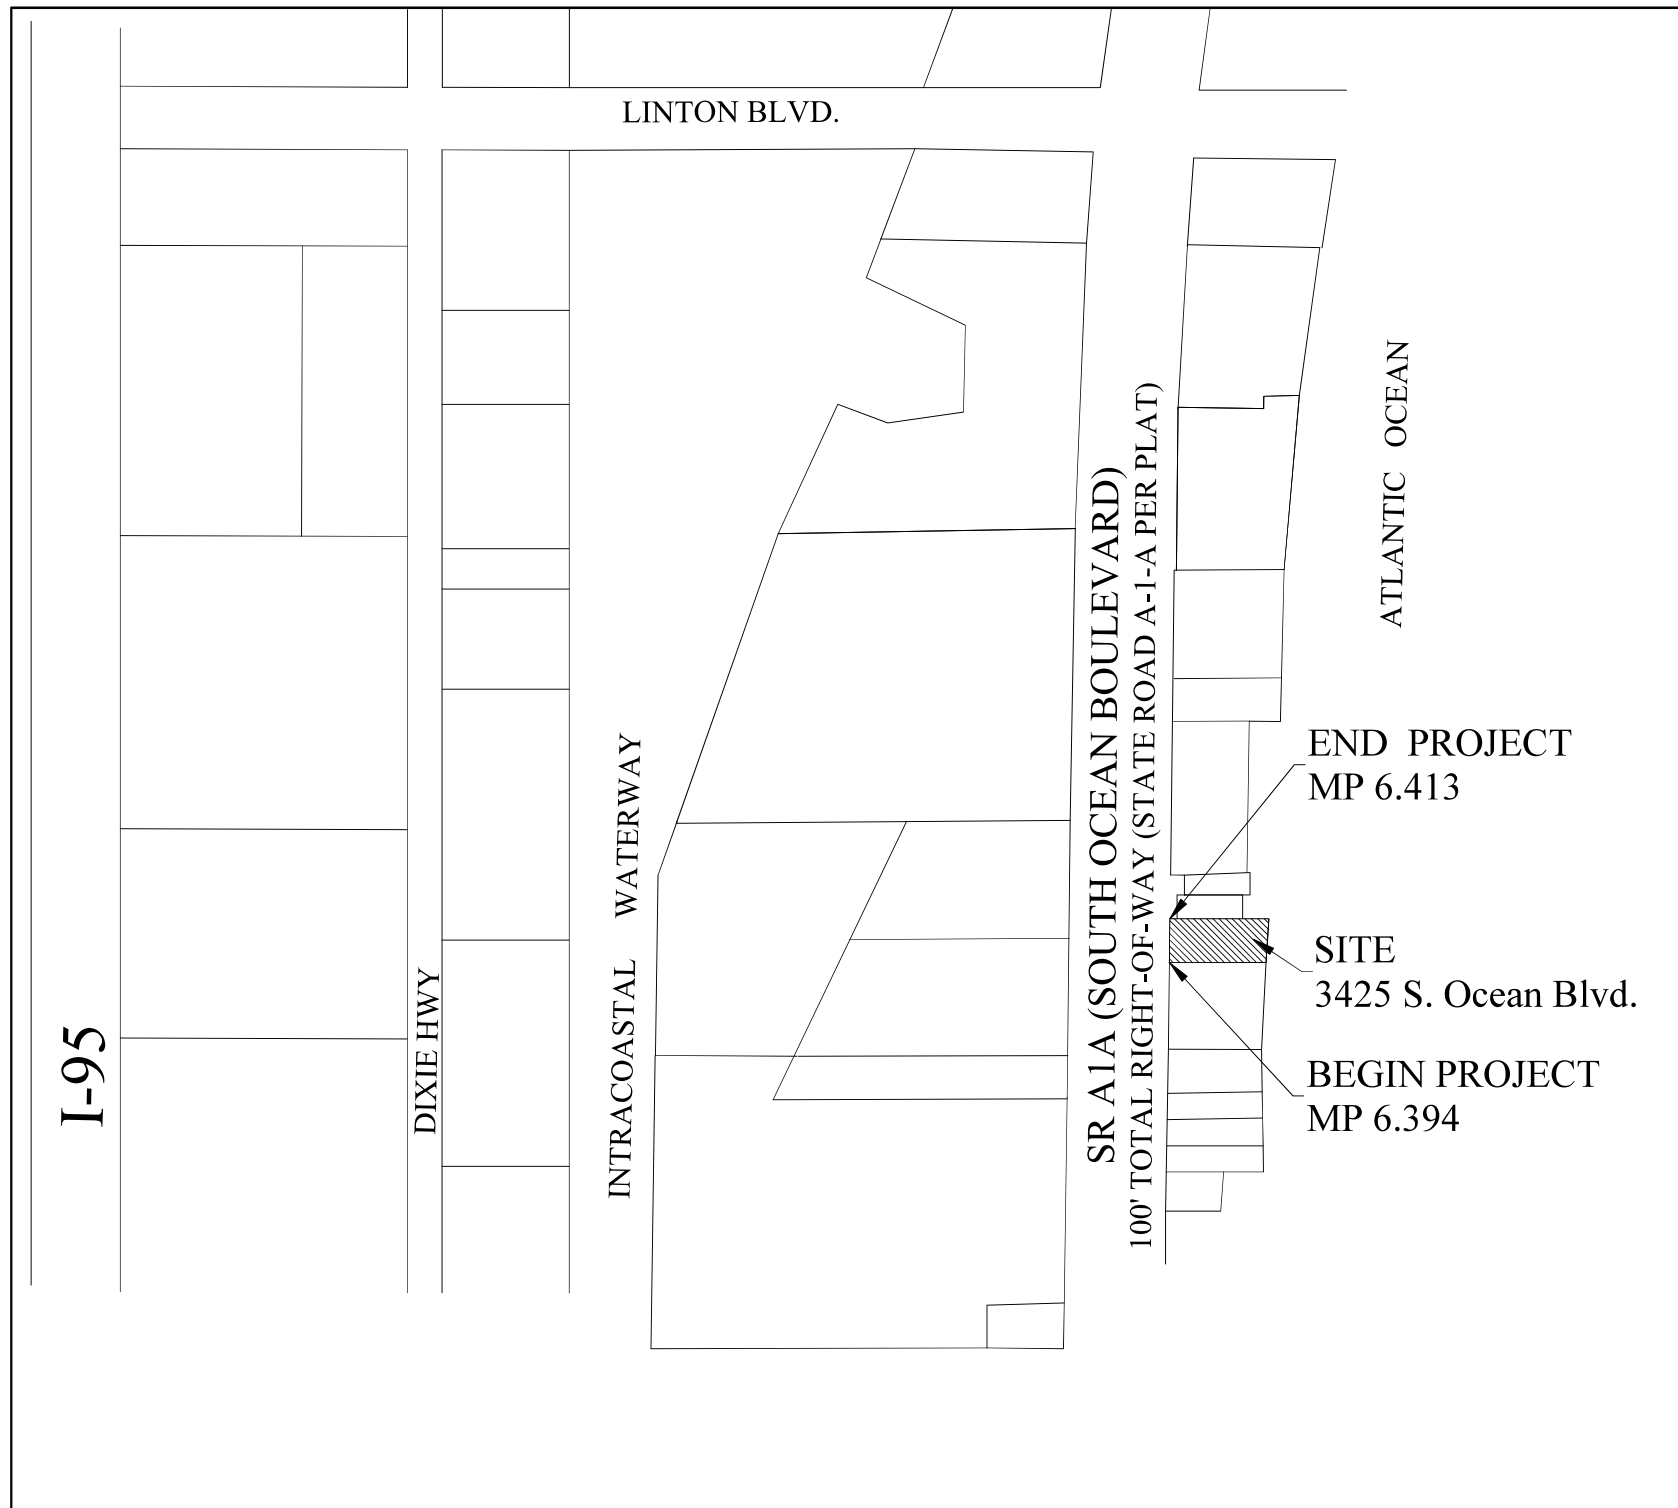 LINTON BLVD.
ATLANTIC OCEAN
SR A1A (SOUTH OCEAN BOULEVARD)
100' TOTAL RIGHT-OF-WAY (STATE ROAD A-1-A PER PLAT)
END PROJECT
MP 6.413
INTRACOASTAL WATERWAY
SITE
3425 S. Ocean Blvd.
DIXIE HWY
I-95
BEGIN PROJECT
MP 6.394